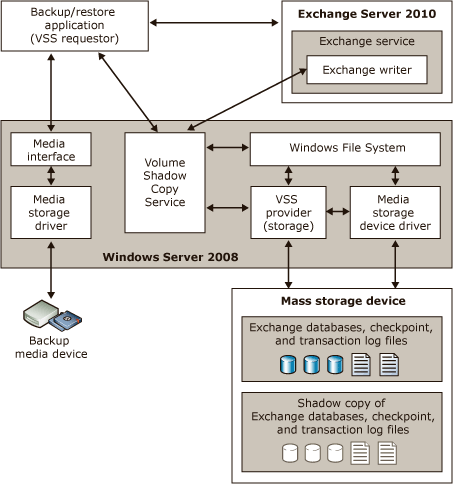 Backup/restore
application
(VSS requestor)
Exchange Server 2010
Exchange service
Exchange writer
Media
interface
Volume
Shadow
Copy
Service
Windows File System
Media
storage
driver
VSS
provider
(storage)
Media
storage
device driver
Windows Server 2008
Backup
media device
Mass storage device
Exchange databases, checkpoint,
and transaction log files
Shadow copy of
Exchange databases, checkpoint,
and transaction log files